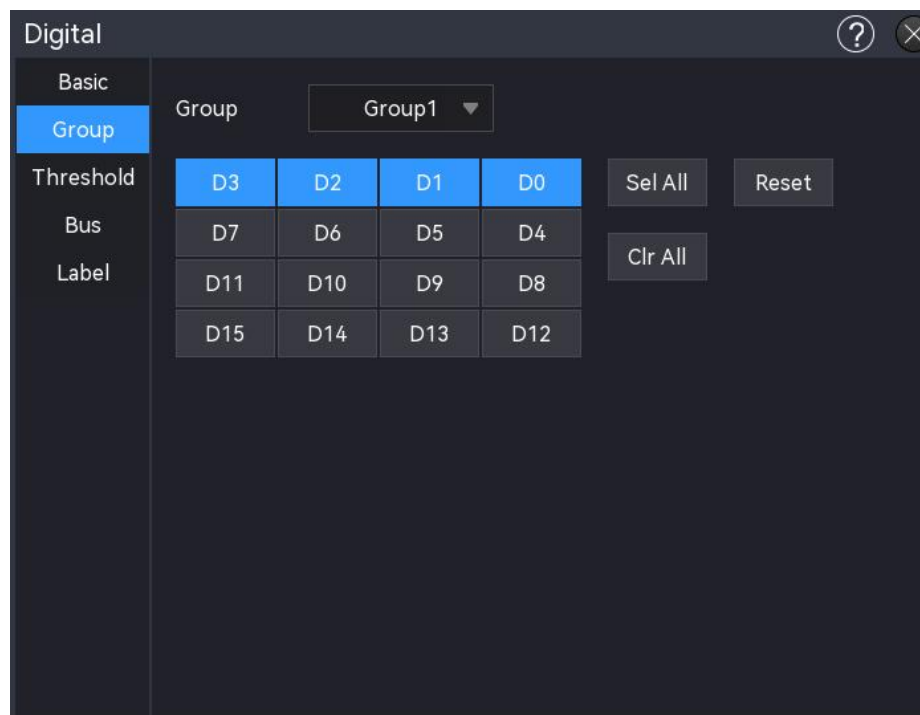 Digital ?
Basic
Group
Threshold
Bus
Label
Group Group1
D3 D2 D1 D0 Sel All Reset
D7 D6 D5 D4 Clr All
D11 D10 D9 D8
D15 D14 D13 D12